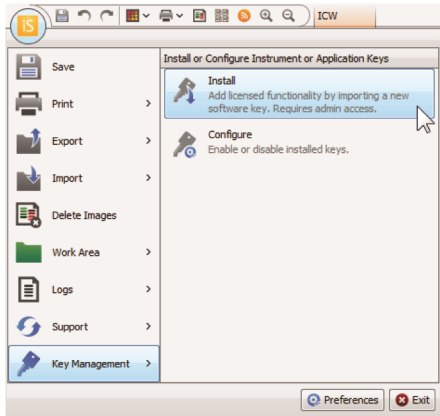 iS
ICW
Install or Configure Instrument or Application Keys
Save
Print
Export
Import
Delete Images
Work Area
Logs
Support
Key Management
Install
Add licensed functionality by importing a new
software key. Requires admin access.
Configure
Enable or disable installed keys.
Preferences
Exit